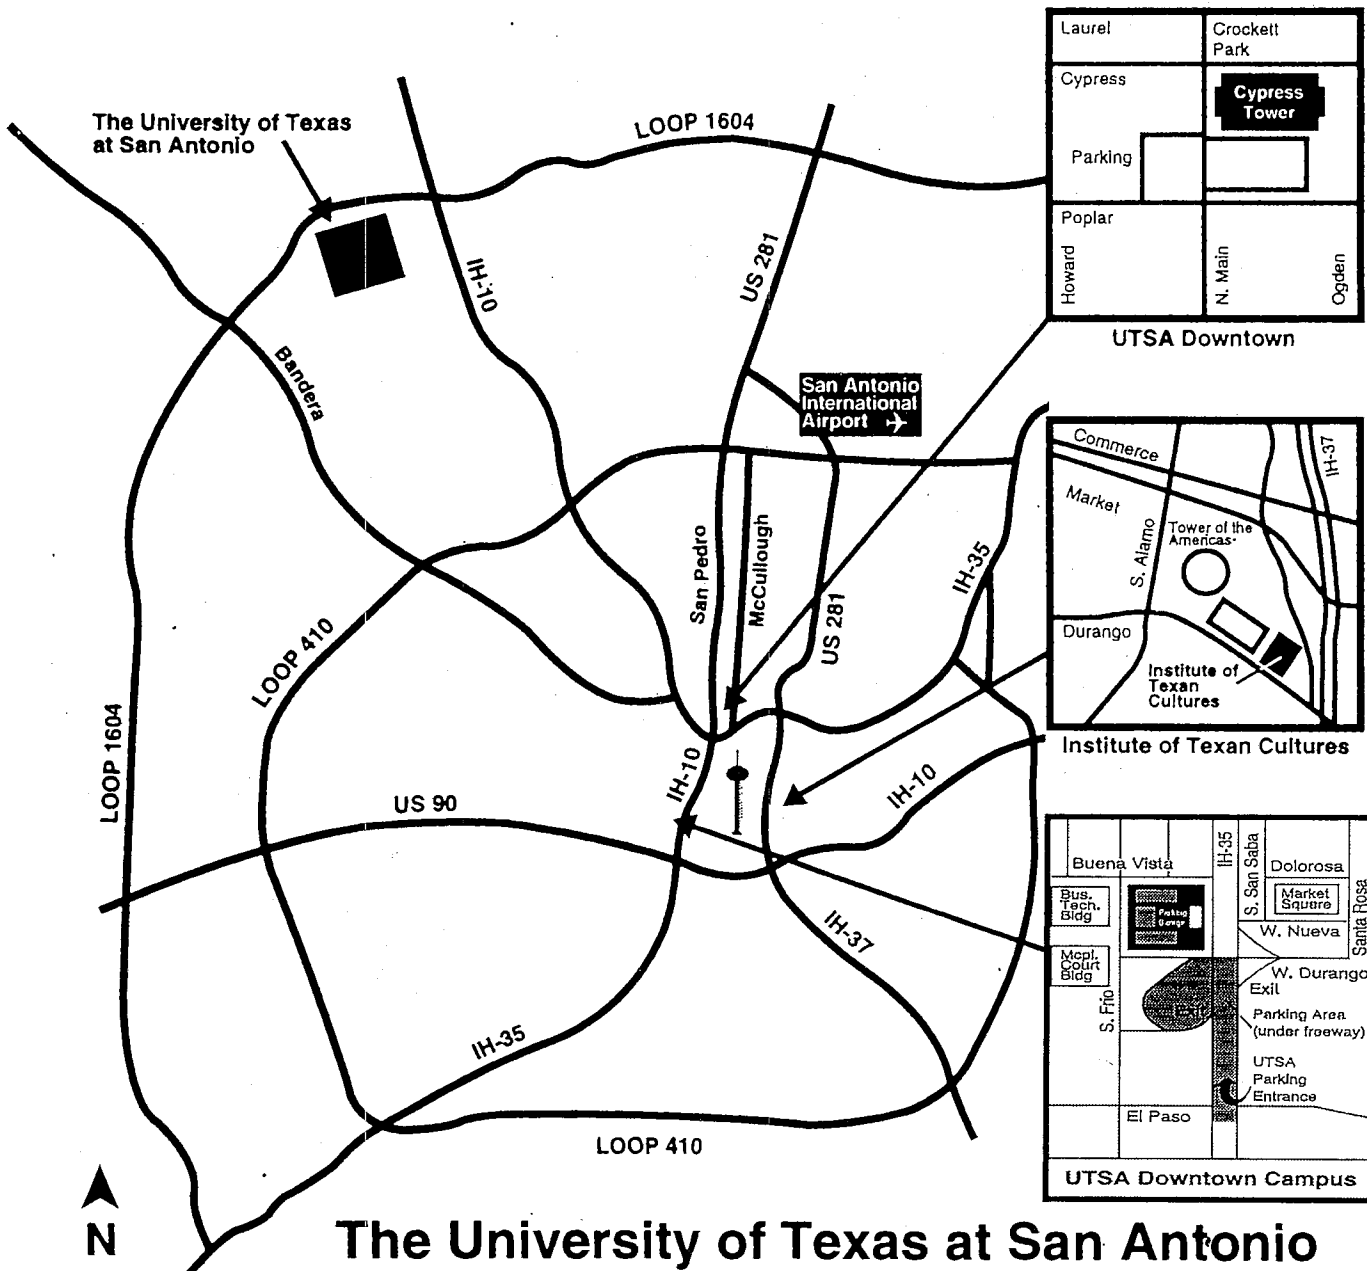 The University of Texas
at San Antonio
LOOP 1604
IH-10
US 281
Bandera
San Antonio
International
Airport
San Pedro
McCullough
US 281
IH-35
LOOP 410
LOOP 1604
US 90
IH-10
IH-10
IH-37
IH-35
LOOP 410
N
The University of Texas at San Antonio
Laurel
Crockett
Park
Cypress
Cypress
Tower
Parking
Poplar
Howard
N. Main
Ogden
UTSA Downtown
Commerce
IH-37
Market
S. Alamo
Tower of the
Americas
Durango
Institute of
Texan
Cultures
Institute of Texan Cultures
IH-35
S. San Saba
Buena Vista
Dolorosa
Bus.
Tech.
Bldg
Parking
Garage
Market
Square
Santa Rosa
W. Nueva
Mcpl.
Court
Bldg
W. Durango
Exit
S. Frio
Exit
Parking Area
(under freeway)
UTSA
Parking
Entrance
El Paso
UTSA Downtown Campus